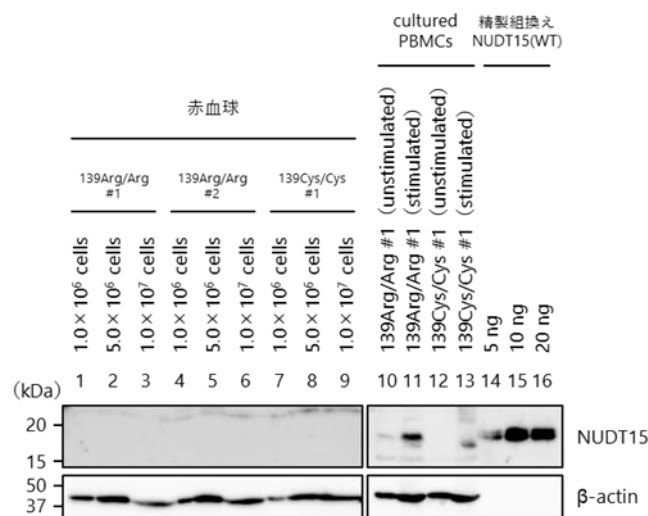 cultured
PBMCs
精製組換え
NUDT15(WT)
赤血球
139Arg/Arg
#1
139Arg/Arg
#2
139Cys/Cys
#1
1.0×10⁶ cells
5.0×10⁶ cells
1.0×10⁷ cells
1.0×10⁶ cells
5.0×10⁶ cells
1.0×10⁷ cells
1.0×10⁶ cells
5.0×10⁶ cells
1.0×10⁷ cells
139Arg/Arg #1 (unstimulated)
139Arg/Arg #1 (stimulated)
139Cys/Cys #1 (unstimulated)
139Cys/Cys #1 (stimulated)
5 ng
10 ng
20 ng
1 2 3 4 5 6 7 8 9 10 11 12 13 14 15 16
(kDa)
20
15
NUDT15
50
37
β-actin